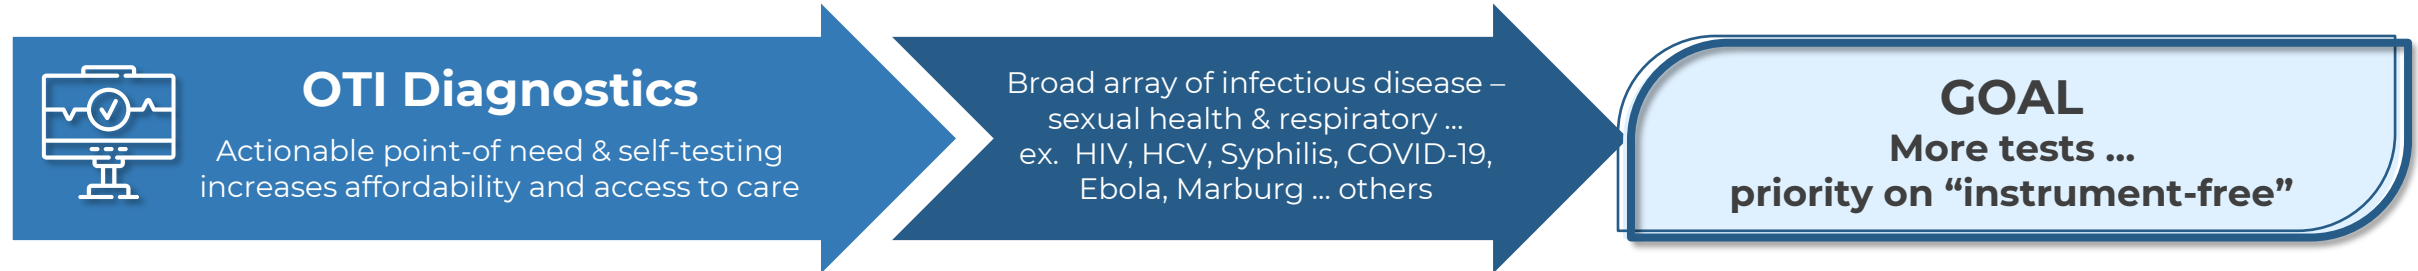 OTI Diagnostics
Actionable point-of need & self-testing
increases affordability and access to care
Broad array of infectious disease –
sexual health & respiratory ...
ex.  HIV, HCV, Syphilis, COVID-19,
Ebola, Marburg ... others
GOAL
More tests ...
priority on “instrument-free”